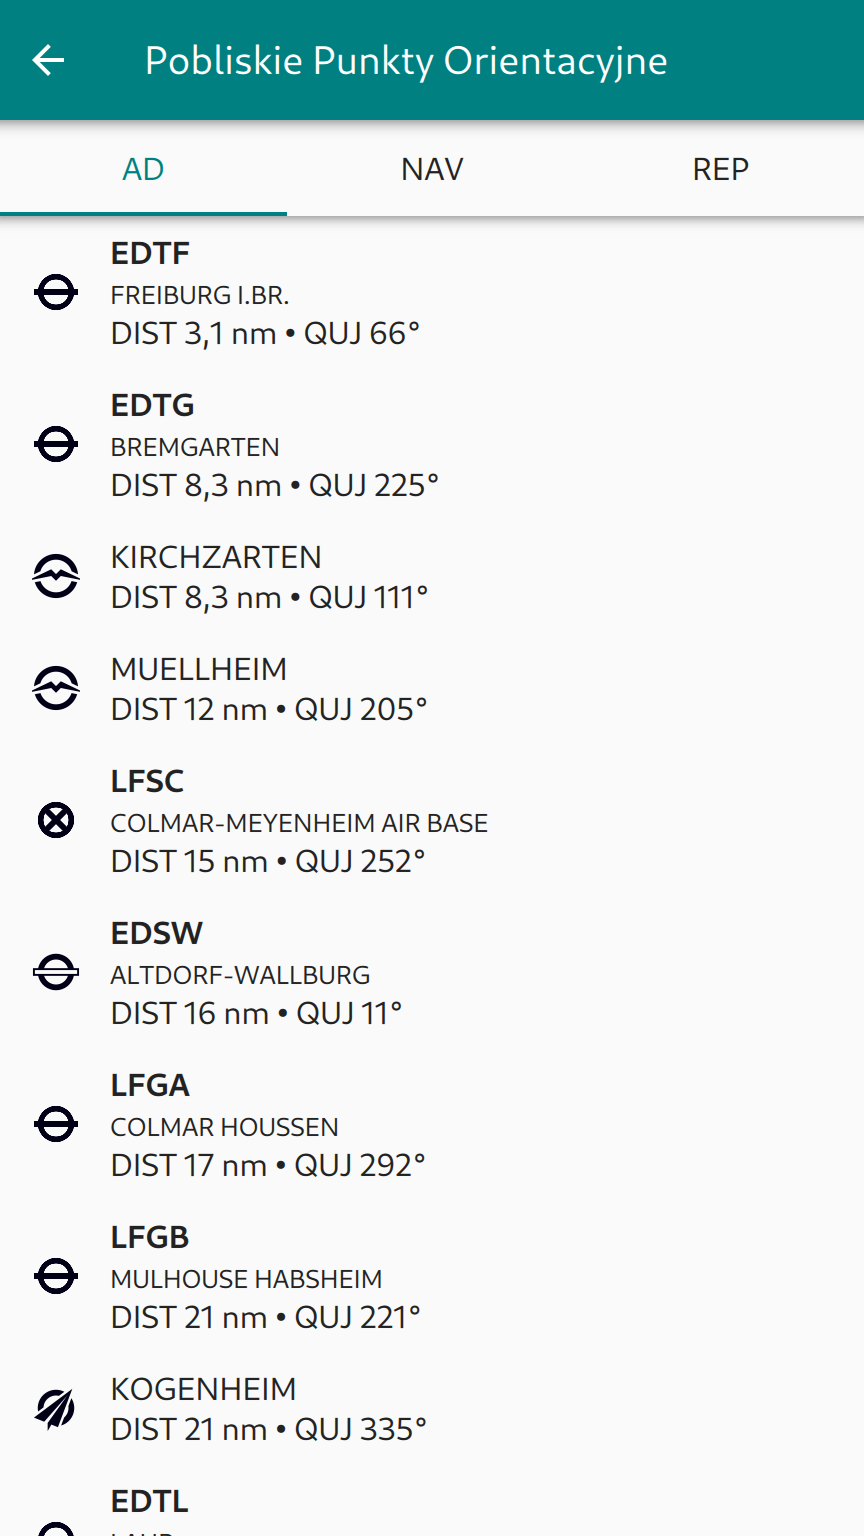 Pobliskie Punkty Orientacyjne
AD NAV REP
EDTF
FREIBURG I.BR.
DIST 3,1 nm • QUJ 66°
EDTG
BREMGARTEN
DIST 8,3 nm • QUJ 225°
KIRCHZARTEN
DIST 8,3 nm • QUJ 111°
MUELLHEIM
DIST 12 nm • QUJ 205°
LFSC
COLMAR-MEYENHEIM AIR BASE
DIST 15 nm • QUJ 252°
EDSW
ALTDORF-WALLBURG
DIST 16 nm • QUJ 11°
LFGA
COLMAR HOUSSEN
DIST 17 nm • QUJ 292°
LFGB
MULHOUSE HABSHEIM
DIST 21 nm • QUJ 221°
KOGENHEIM
DIST 21 nm • QUJ 335°
EDTL